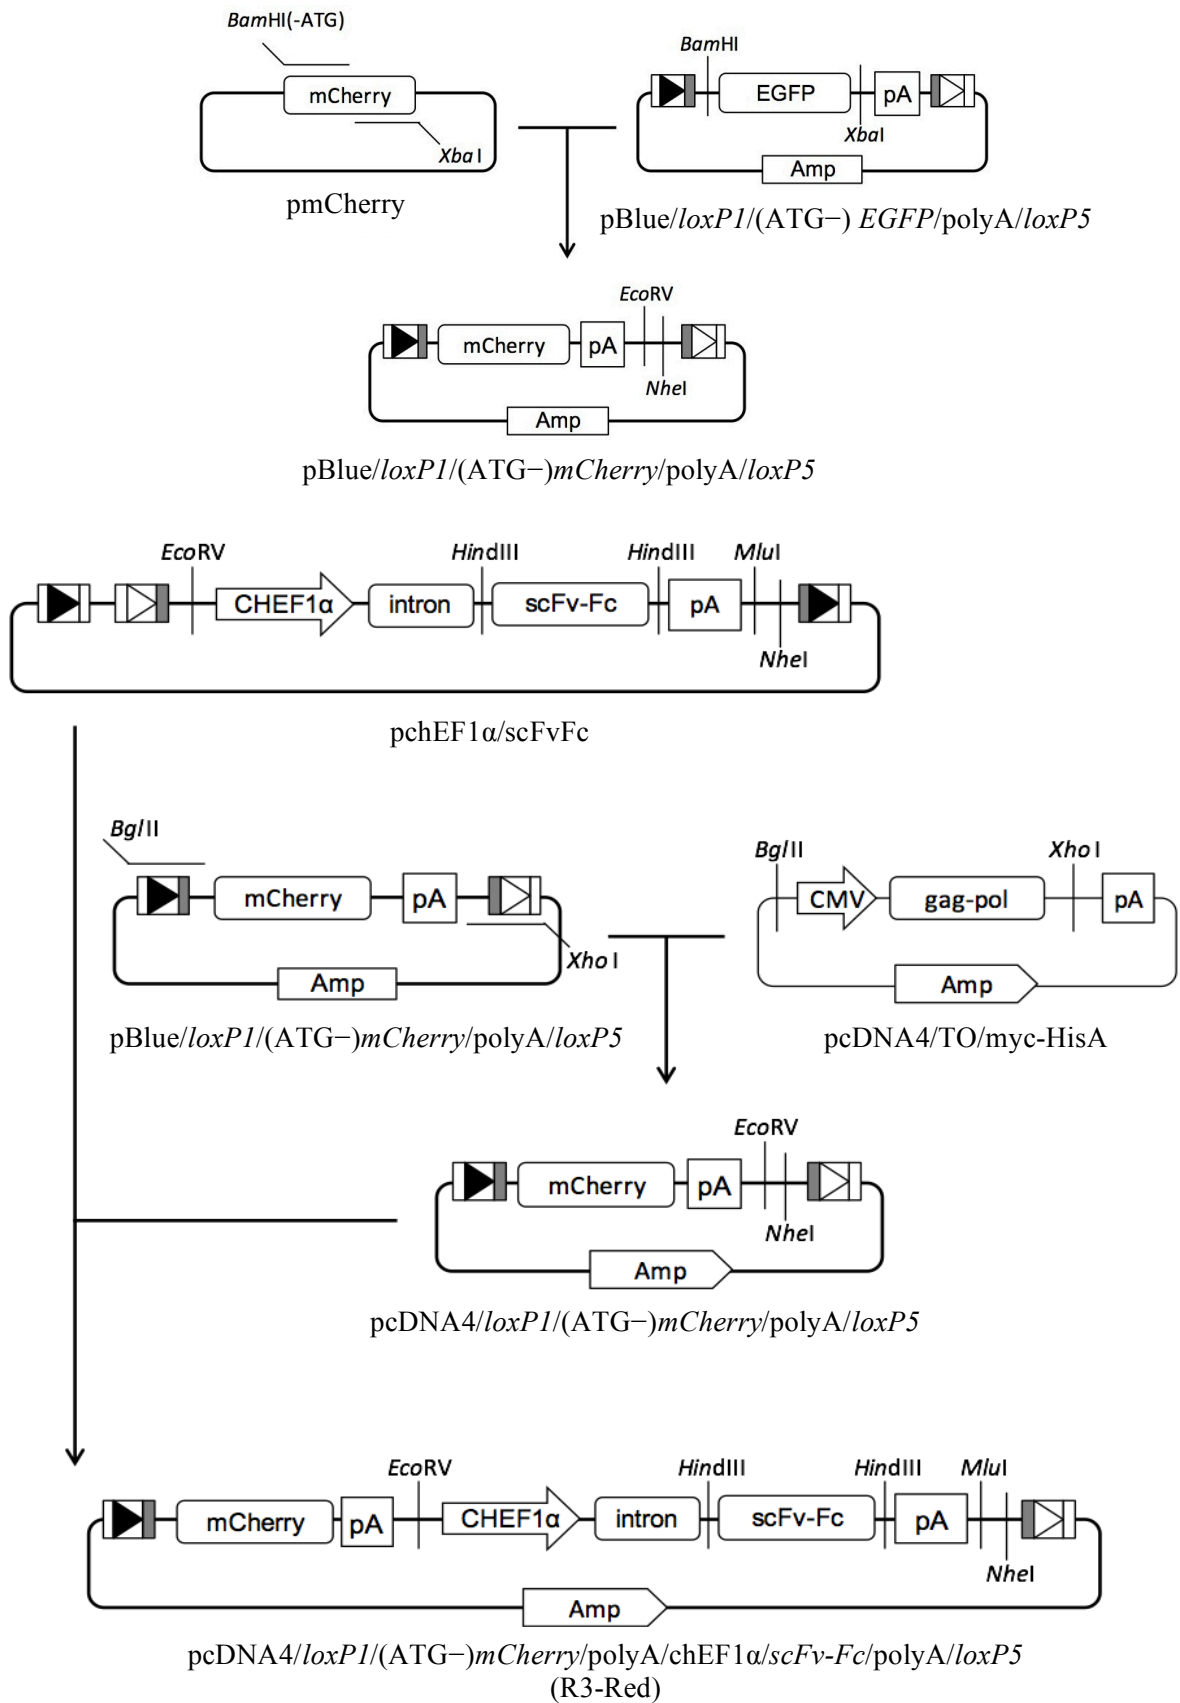 BamHI(-ATG)
mCherry
XbaI
pmCherry
BamHI
EGFP
pA
XbaI
Amp
pBlue/loxP1/(ATG−) EGFP/polyA/loxP5
EcoRV
mCherry
pA
NheI
Amp
pBlue/loxP1/(ATG−)mCherry/polyA/loxP5
EcoRV
HindIII
HindIII
MluI
CHEF1α
intron
scFv-Fc
pA
NheI
pchEF1α/scFvFc
BglII
mCherry
pA
XhoI
Amp
pBlue/loxP1/(ATG−)mCherry/polyA/loxP5
BglII
XhoI
CMV
gag-pol
pA
Amp
pcDNA4/TO/myc-HisA
EcoRV
mCherry
pA
NheI
Amp
pcDNA4/loxP1/(ATG−)mCherry/polyA/loxP5
EcoRV
HindIII
HindIII
MluI
mCherry
pA
CHEF1α
intron
scFv-Fc
pA
NheI
Amp
pcDNA4/loxP1/(ATG−)mCherry/polyA/chEF1α/scFv-Fc/polyA/loxP5
(R3-Red)